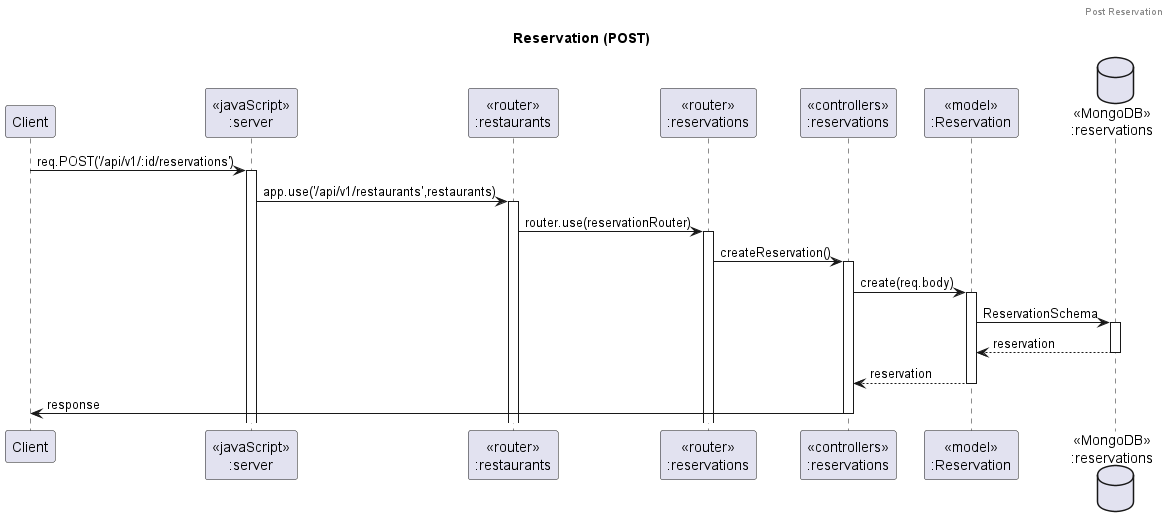 Post Reservation
Reservation (POST)
Client
«javaScript»
:server
«router»
:restaurants
«router»
:reservations
«controllers»
:reservations
«model»
:Reservation
«MongoDB»
:reservations
req.POST('/api/v1/:id/reservations')
app.use('/api/v1/restaurants',restaurants)
router.use(reservationRouter)
createReservation()
create(req.body)
ReservationSchema
reservation
reservation
response
Client
«javaScript»
:server
«router»
:restaurants
«router»
:reservations
«controllers»
:reservations
«model»
:Reservation
«MongoDB»
:reservations